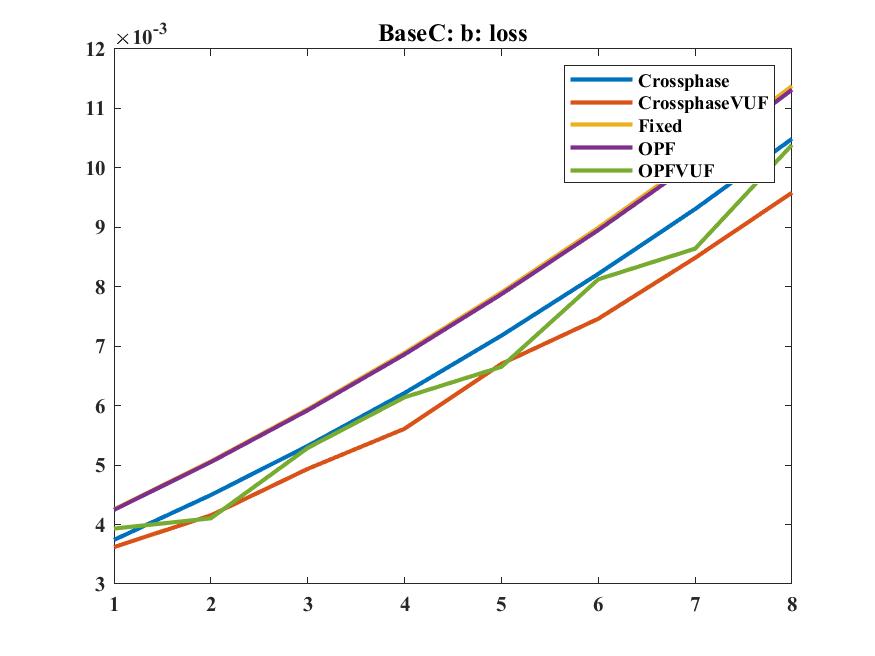 BaseC: b: loss
×10-3
12
11
10
9
8
7
6
5
4
3
1 2 3 4 5 6 7 8
Crossphase
CrossphaseVUF
Fixed
OPF
OPFVUF